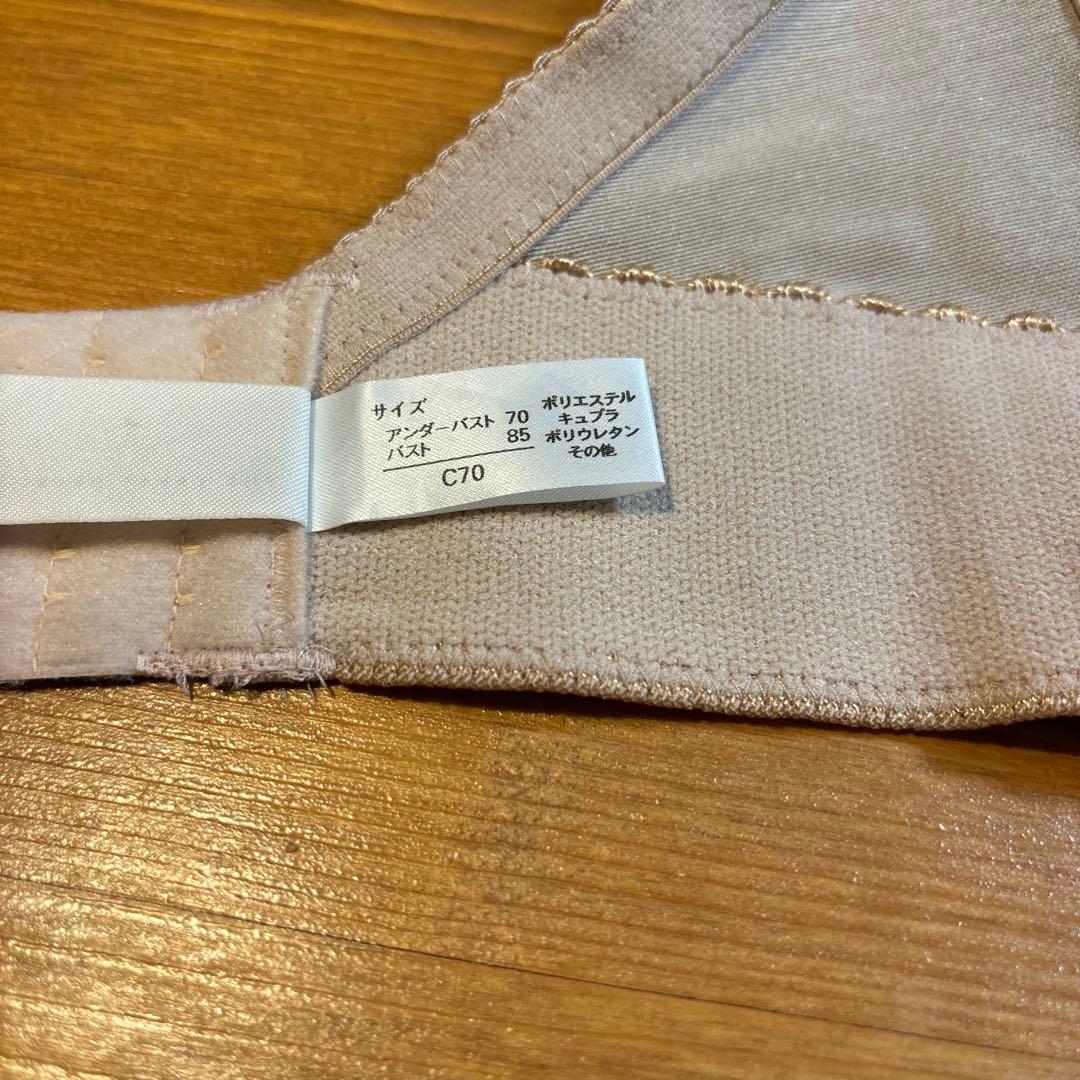 サイズ
アンダーバスト 70
バスト 85
C70
ポリエステル
キュプラ
ポリウレタン
その他